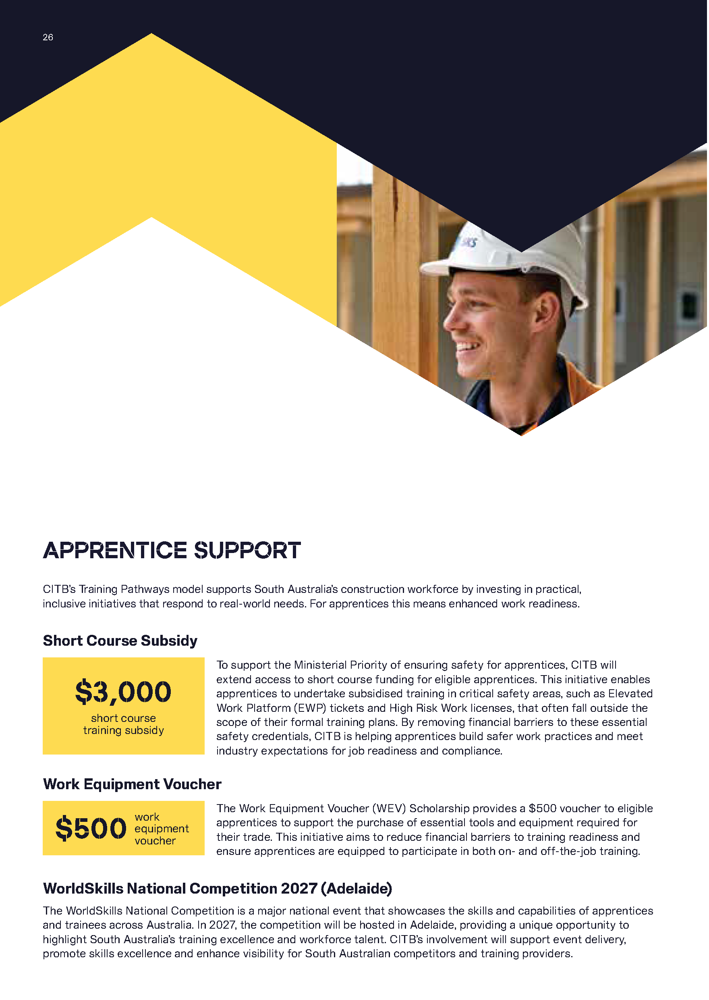 26
APPRENTICE SUPPORT
CITB’s Training Pathways model supports South Australia’s construction workforce by investing in practical,
inclusive initiatives that respond to real-world needs. For apprentices this means enhanced work readiness.
Short Course Subsidy
$3,000
short course
training subsidy
To support the Ministerial Priority of ensuring safety for apprentices, CITB will
extend access to short course funding for eligible apprentices. This initiative enables
apprentices to undertake subsidised training in critical safety areas, such as Elevated
Work Platform (EWP) tickets and High Risk Work licenses, that often fall outside the
scope of their formal training plans. By removing financial barriers to these essential
safety credentials, CITB is helping apprentices build safer work practices and meet
industry expectations for job readiness and compliance.
Work Equipment Voucher
$500
work
equipment
voucher
The Work Equipment Voucher (WEV) Scholarship provides a $500 voucher to eligible
apprentices to support the purchase of essential tools and equipment required for
their trade. This initiative aims to reduce financial barriers to training readiness and
ensure apprentices are equipped to participate in both on- and off-the-job training.
WorldSkills National Competition 2027 (Adelaide)
The WorldSkills National Competition is a major national event that showcases the skills and capabilities of apprentices
and trainees across Australia. In 2027, the competition will be hosted in Adelaide, providing a unique opportunity to
highlight South Australia’s training excellence and workforce talent. CITB’s involvement will support event delivery,
promote skills excellence and enhance visibility for South Australian competitors and training providers.